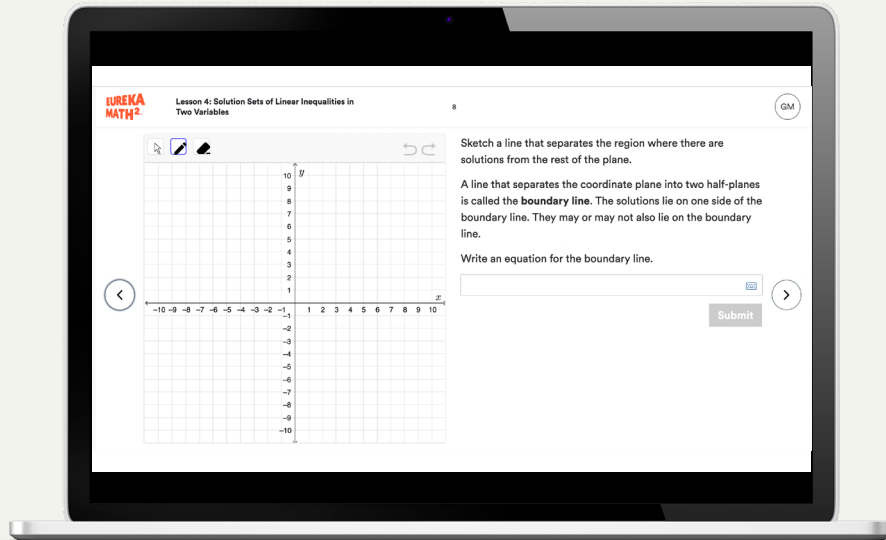 EUREKA
MATH²
Lesson 4: Solution Sets of Linear Inequalities in
Two Variables
8
GM
Sketch a line that separates the region where there are
solutions from the rest of the plane.
A line that separates the coordinate plane into two half-planes
is called the boundary line. The solutions lie on one side of the
boundary line. They may or may not also lie on the boundary
line.
Write an equation for the boundary line.
Submit
y
10
9
8
7
6
5
4
3
2
1
x
−10 −9 −8 −7 −6 −5 −4 −3 −2 −1 1 2 3 4 5 6 7 8 9 10
−1
−2
−3
−4
−5
−6
−7
−8
−9
−10